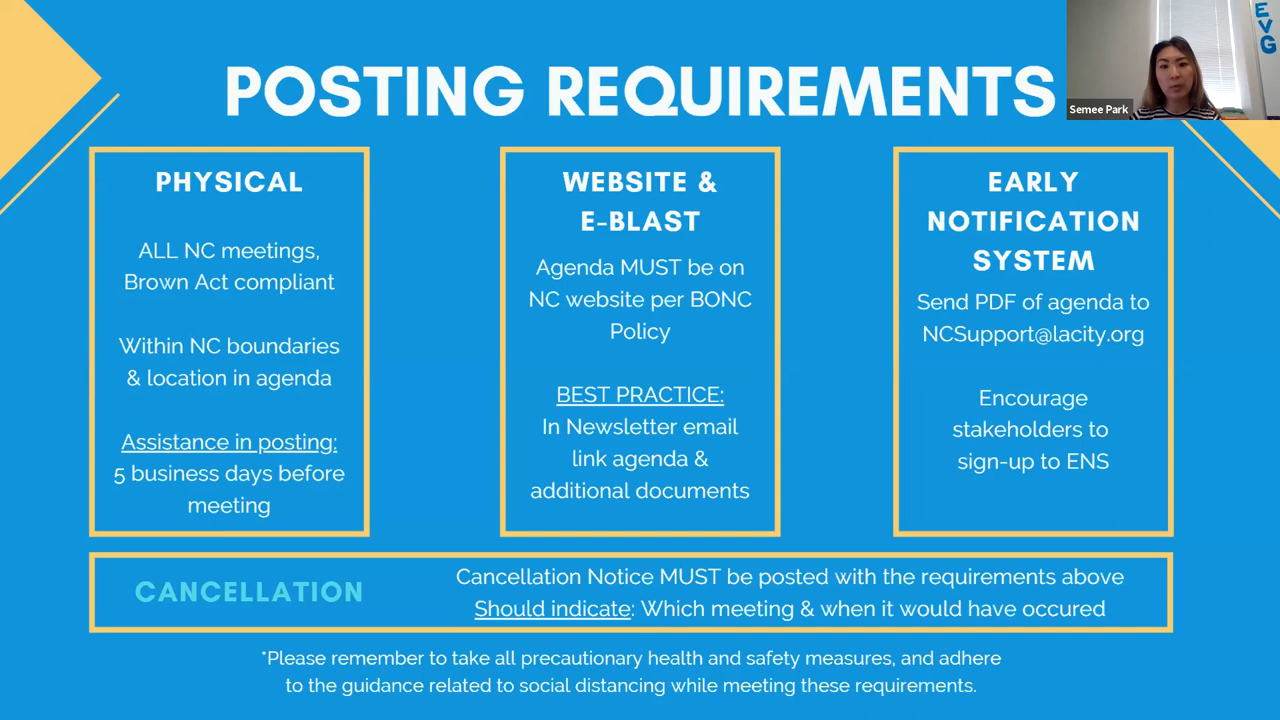 POSTING REQUIREMENTS
EVG
Semee Park
PHYSICAL
ALL NC meetings,
Brown Act compliant
Within NC boundaries
& location in agenda
Assistance in posting:
5 business days before
meeting
WEBSITE &
E-BLAST
Agenda MUST be on
NC website per BONC
Policy
BEST PRACTICE:
In Newsletter email
link agenda &
additional documents
EARLY
NOTIFICATION
SYSTEM
Send PDF of agenda to
NCSupport@lacity.org
Encourage
stakeholders to
sign-up to ENS
CANCELLATION
Cancellation Notice MUST be posted with the requirements above
Should indicate: Which meeting & when it would have occured
*Please remember to take all precautionary health and safety measures, and adhere
to the guidance related to social distancing while meeting these requirements.